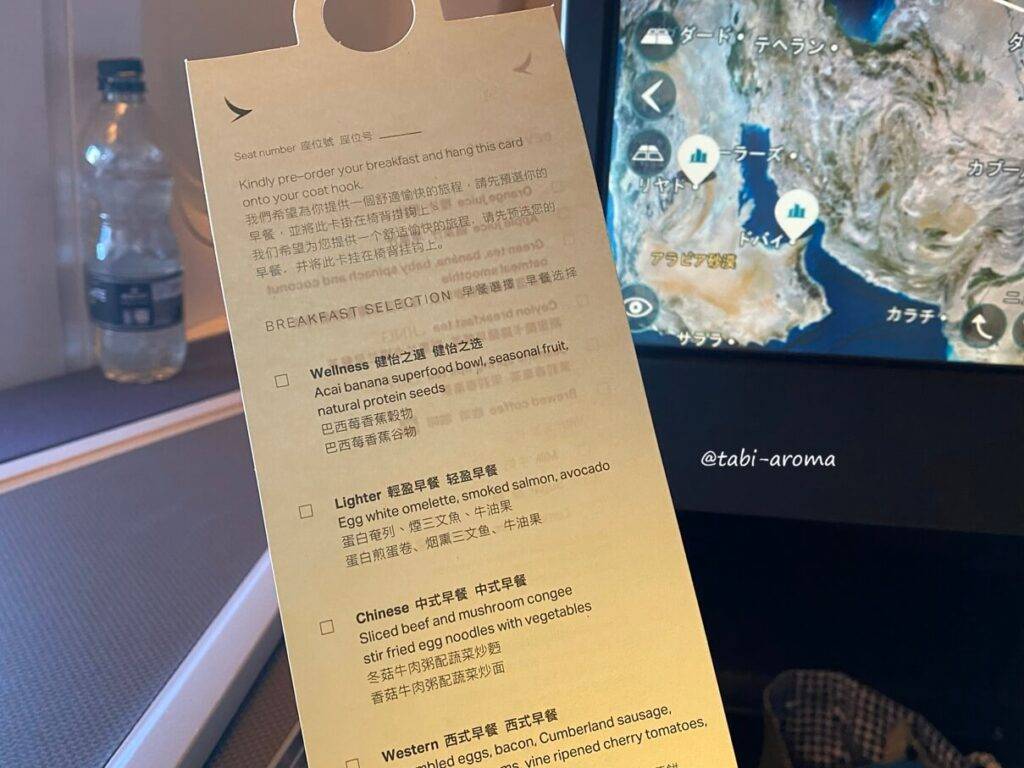 Seat number 座位號 座位号
Kindly pre-order your breakfast and hang this card
onto your coat hook.
我們希望為你提供一個舒適愉快的旅程，請先預選你的
早餐，並將此卡掛在椅背掛鈎上。
我们希望为您提供一个舒适愉快的旅程，请先预选您的
早餐，并将此卡挂在椅背挂钩上。
BREAKFAST SELECTION 早餐選擇 早餐选择
Wellness 健怡之選 健怡之选
Acai banana superfood bowl, seasonal fruit,
natural protein seeds
巴西莓香蕉穀物
巴西莓香蕉谷物
Lighter 輕盈早餐 轻盈早餐
Egg white omelette, smoked salmon, avocado
蛋白奄列、煙三文魚、牛油果
蛋白煎蛋卷、烟熏三文鱼、牛油果
Chinese 中式早餐 中式早餐
Sliced beef and mushroom congee
stir fried egg noodles with vegetables
冬菇牛肉粥配蔬菜炒麪
香菇牛肉粥配蔬菜炒面
Western 西式早餐 西式早餐
eggs, bacon, Cumberland sausage,
vine ripened cherry tomatoes,
ダード
テヘラン
ーラーズ
リヤド
ドバイ
アラビア砂漠
サララ
カラチ
カブー
@tabi-aroma